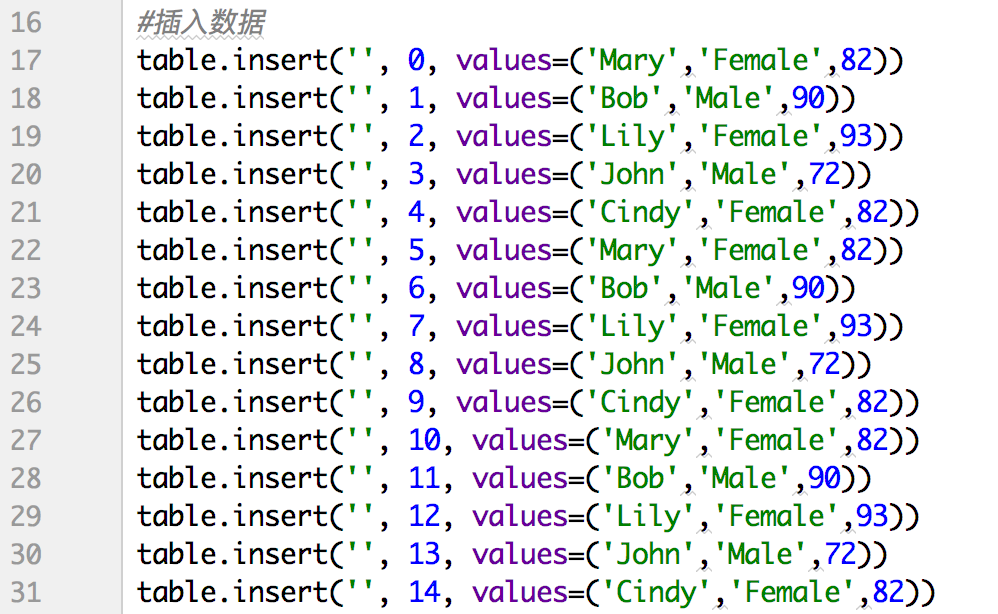 16 #插入数据
17 table.insert('', 0, values=('Mary','Female',82))
18 table.insert('', 1, values=('Bob','Male',90))
19 table.insert('', 2, values=('Lily','Female',93))
20 table.insert('', 3, values=('John','Male',72))
21 table.insert('', 4, values=('Cindy','Female',82))
22 table.insert('', 5, values=('Mary','Female',82))
23 table.insert('', 6, values=('Bob','Male',90))
24 table.insert('', 7, values=('Lily','Female',93))
25 table.insert('', 8, values=('John','Male',72))
26 table.insert('', 9, values=('Cindy','Female',82))
27 table.insert('', 10, values=('Mary','Female',82))
28 table.insert('', 11, values=('Bob','Male',90))
29 table.insert('', 12, values=('Lily','Female',93))
30 table.insert('', 13, values=('John','Male',72))
31 table.insert('', 14, values=('Cindy','Female',82))